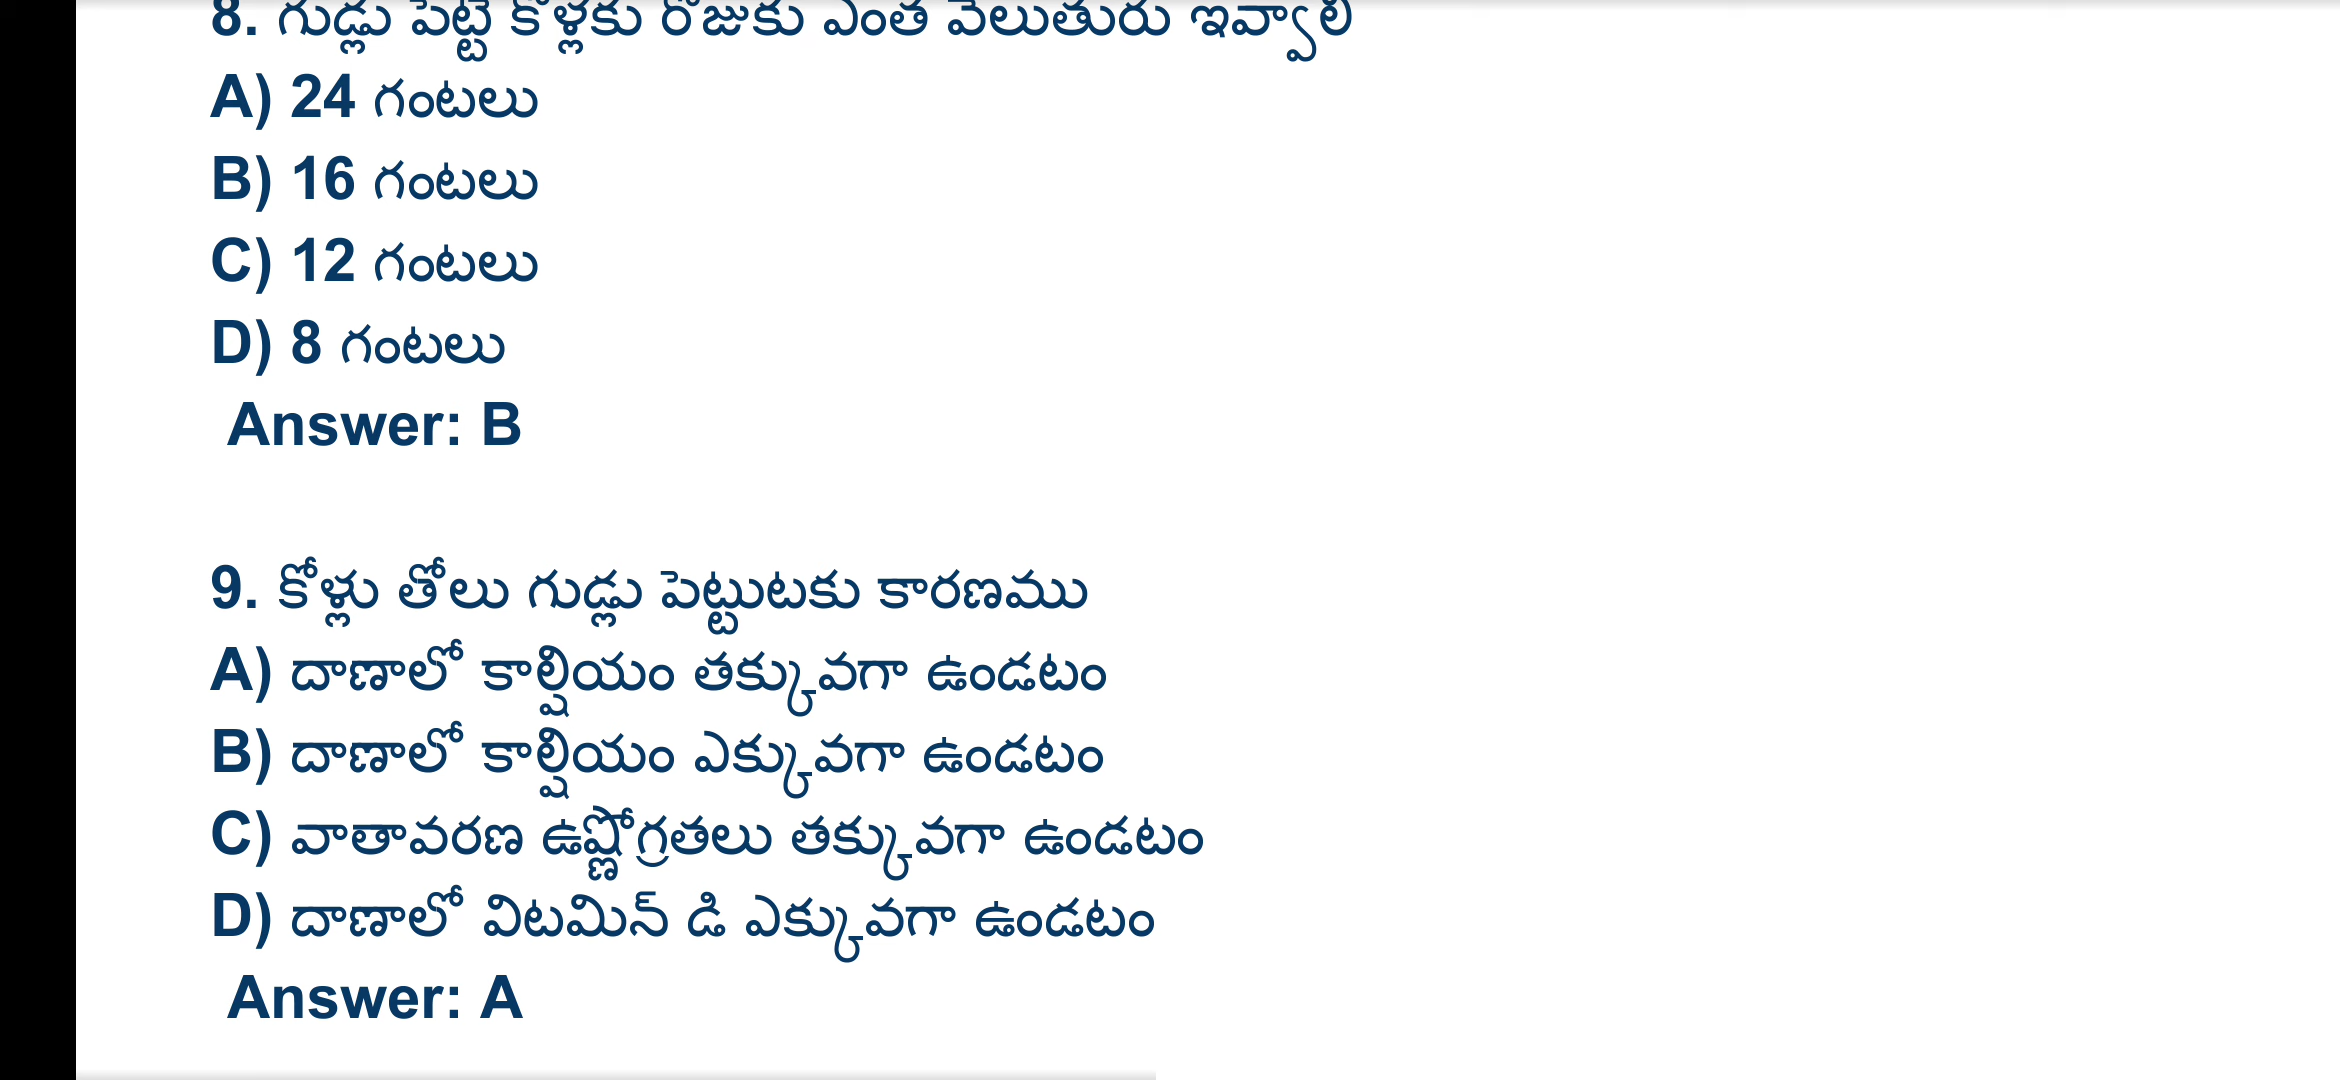 8. గుడ్లు పెట్టే కోళ్లకు రోజుకు ఎంత వెలుతురు ఇవ్వాలి
A) 24 గంటలు
B) 16 గంటలు
C) 12 గంటలు
D) 8 గంటలు
Answer: B
9. కోళ్లు తోలు గుడ్లు పెట్టుటకు కారణము
A) దాణాలో కాల్షియం తక్కువగా ఉండటం
B) దాణాలో కాల్షియం ఎక్కువగా ఉండటం
C) వాతావరణ ఉష్ణోగ్రతలు తక్కువగా ఉండటం
D) దాణాలో విటమిన్ డి ఎక్కువగా ఉండటం
Answer: A